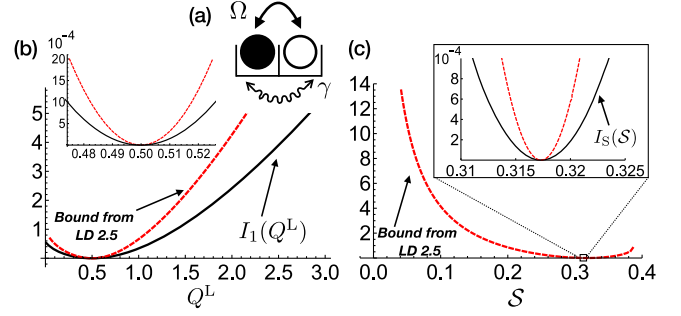 (a)
Ω
γ
(b)
10⁻⁴
20
15
10
5
0.48 0.49 0.50 0.51 0.52
5
4
3
2
1
Bound from
LD 2.5
I₁(Qᴸ)
0.5 1.0 1.5 2.0 2.5 3.0
Qᴸ
(c)
14
12
10
8
6
4
2
Bound from
LD 2.5
0.0 0.1 0.2 0.3 0.4
𝒮
10⁻⁴
10
8
6
4
2
I_S(𝒮)
0.310 0.315 0.32 0.325